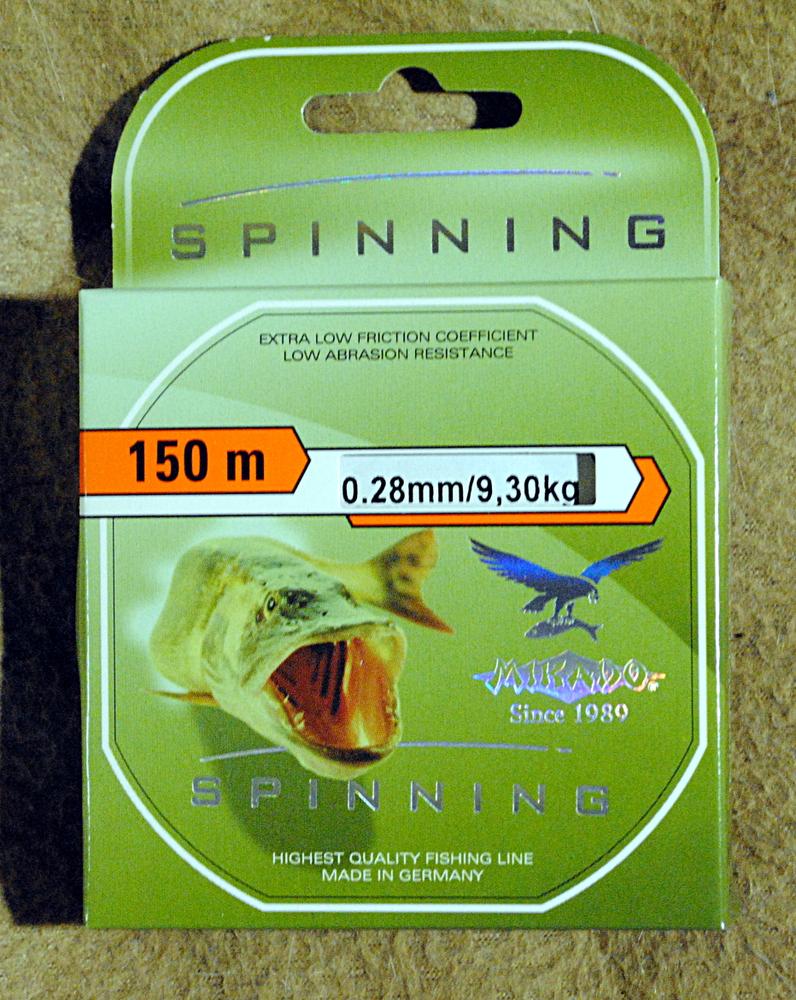 SPINNING
EXTRA LOW FRICTION COEFFICIENT
LOW ABRASION RESISTANCE
150 m
0.28mm/9,30kg
MIKADO
Since 1989
SPINNING
HIGHEST QUALITY FISHING LINE
MADE IN GERMANY